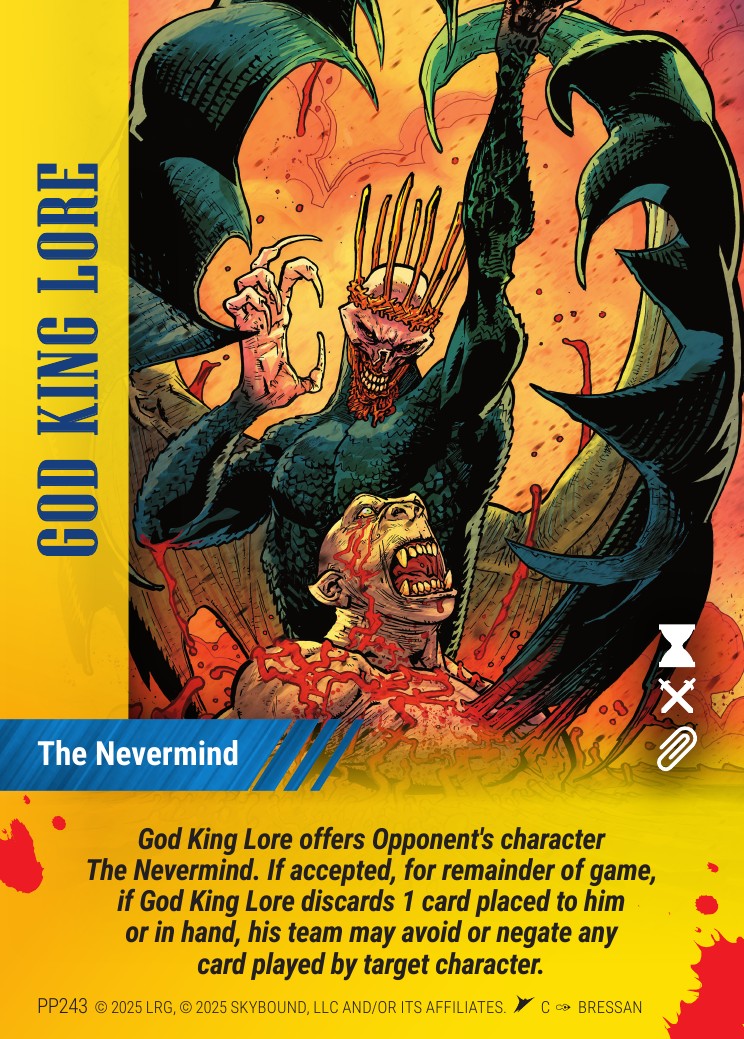 GOD KING LORE
The Nevermind
God King Lore offers Opponent's character
The Nevermind. If accepted, for remainder of game,
if God King Lore discards 1 card placed to him
or in hand, his team may avoid or negate any
card played by target character.
PP243 © 2025 LRG, © 2025 SKYBOUND, LLC AND/OR ITS AFFILIATES. C BRESSAN